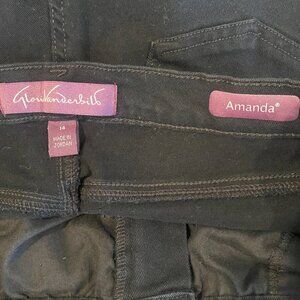 Gloria Vanderbilt
Amanda®
14
MADE IN
JORDAN